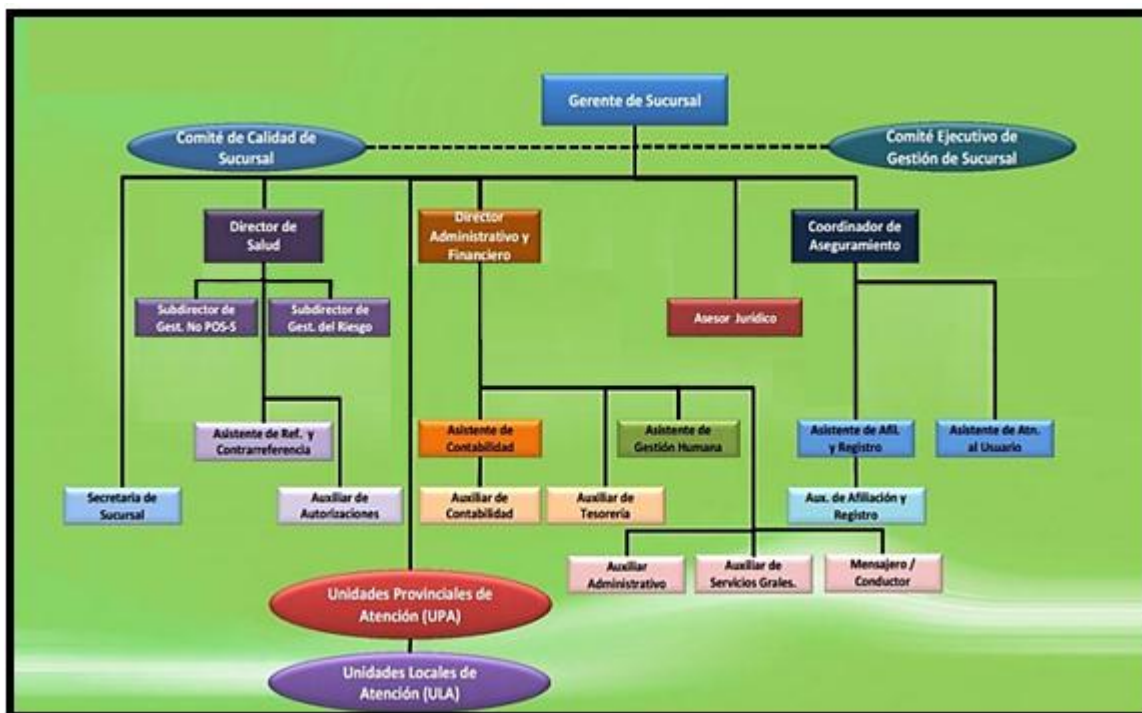 Gerente de Sucursal
Comité de Calidad de
Sucursal
Comité Ejecutivo de
Gestión de Sucursal
Director de
Salud
Director
Administrativo y
Financiero
Coordinador de
Aseguramiento
Subdirector de
Gest. No POS-S
Subdirector de
Gest. del Riesgo
Asesor Jurídico
Asistente de Ref. y
Contrarreferencia
Asistente de
Contabilidad
Asistente de
Gestión Humana
Asistente de Afil.
y Registro
Asistente de Atn.
al Usuario
Secretaria de
Sucursal
Auxiliar de
Autorizaciones
Auxiliar de
Contabilidad
Auxiliar de
Tesorería
Aux. de Afiliación y
Registro
Auxiliar
Administrativo
Auxiliar de
Servicios Grales.
Mensajero /
Conductor
Unidades Provinciales de
Atención (UPA)
Unidades Locales de
Atención (ULA)